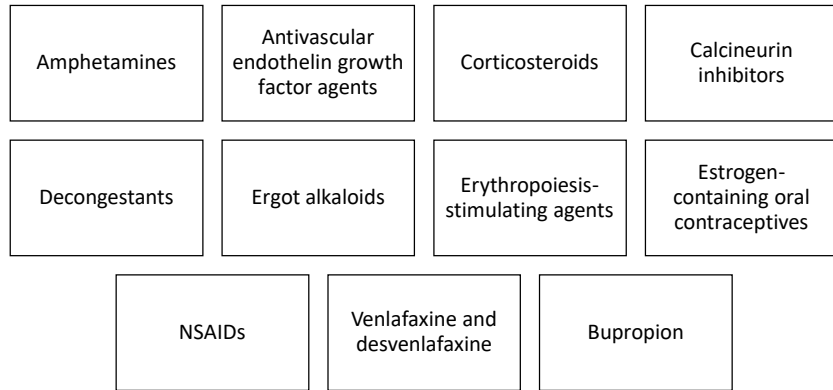 Amphetamines
Antivascular
endothelin growth
factor agents
Corticosteroids
Calcineurin
inhibitors
Decongestants
Ergot alkaloids
Erythropoiesis-
stimulating agents
Estrogen-
containing oral
contraceptives
NSAIDs
Venlafaxine and
desvenlafaxine
Bupropion